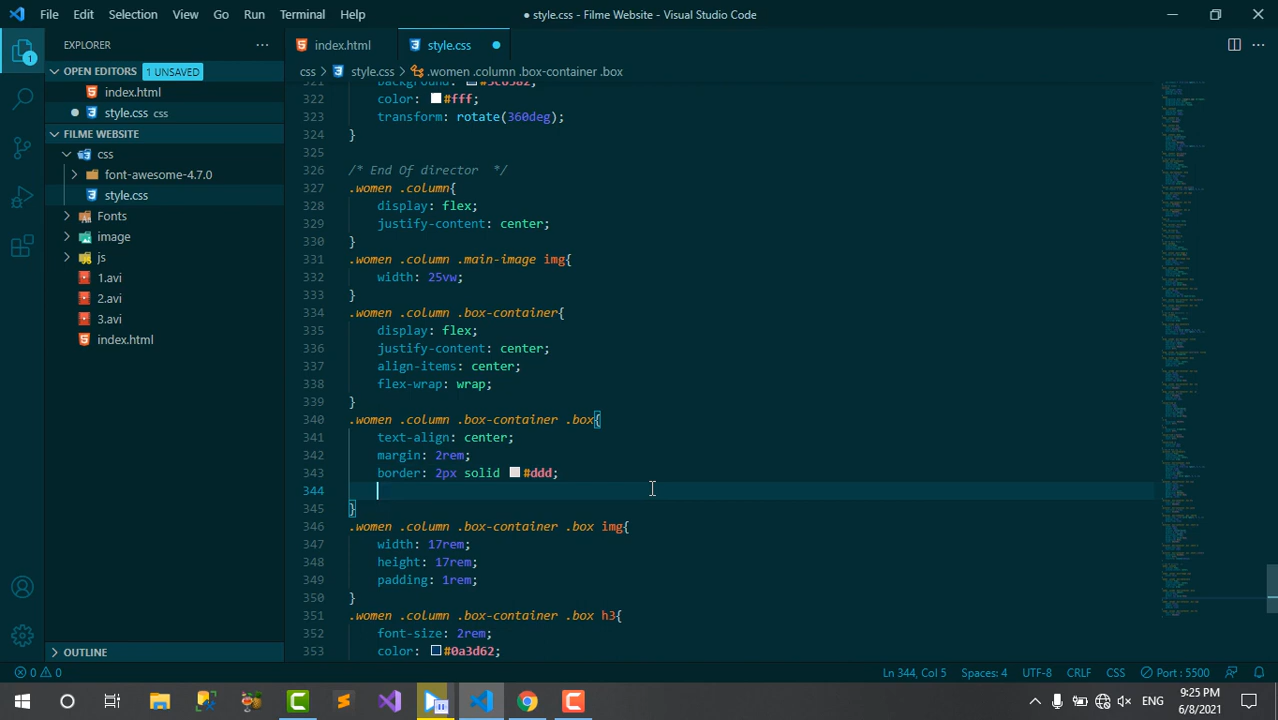 File Edit Selection View Go Run Terminal Help
● style.css - Filme Website - Visual Studio Code
EXPLORER
index.html
style.css
css > style.css > .women .column .box-container .box
OPEN EDITORS 1 UNSAVED
index.html
style.css css
FILME WEBSITE
css
font-awesome-4.7.0
style.css
Fonts
image
js
1.avi
2.avi
3.avi
index.html
OUTLINE
322 color: #fff;
323 transform: rotate(360deg);
324 }
325
326 /* End Of director  */
327 .women .column{
328 display: flex;
329 justify-content: center;
330 }
331 .women .column .main-image img{
332 width: 25vw;
333 }
334 .women .column .box-container{
335 display: flex;
336 justify-content: center;
337 align-items: center;
338 flex-wrap: wrap;
339 }
340 .women .column .box-container .box{
341 text-align: center;
342 margin: 2rem;
343 border: 2px solid #ddd;
344
345 }
346 .women .column .box-container .box img{
347 width: 17rem;
348 height: 17rem;
349 padding: 1rem;
350 }
351 .women .column .box-container .box h3{
352 font-size: 2rem;
353 color: #0a3d62;
0 0
Ln 344, Col 5 Spaces: 4 UTF-8 CRLF CSS Port : 5500
ENG
9:25 PM
6/8/2021